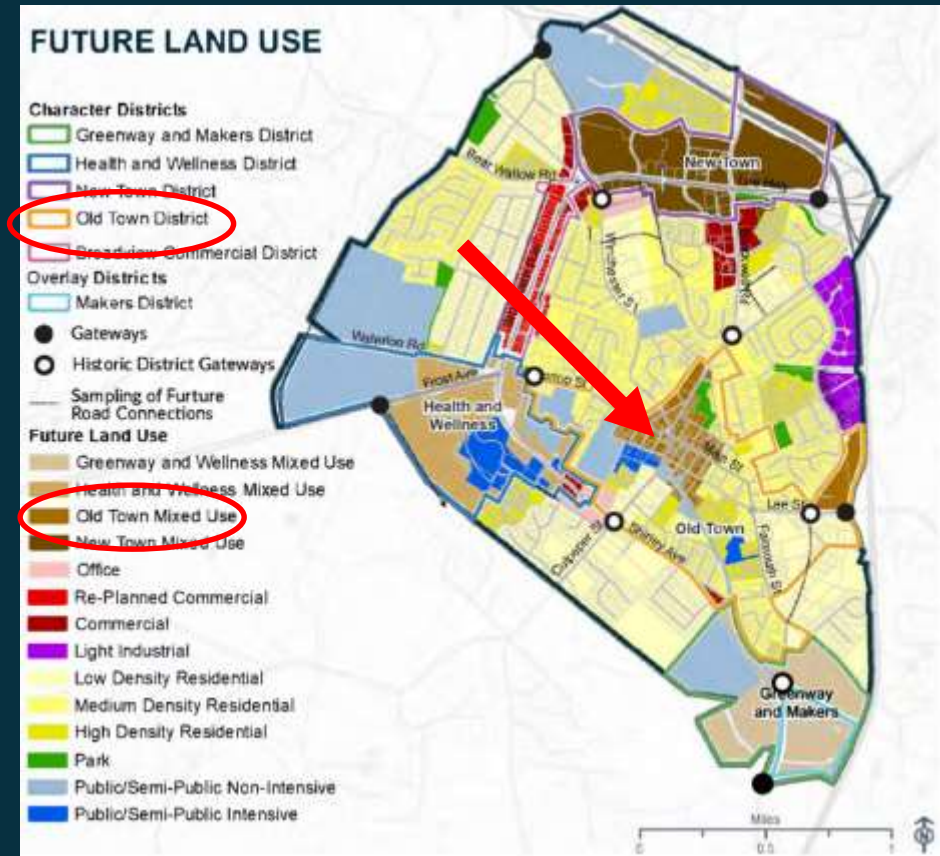 FUTURE LAND USE
Character Districts
Greenway and Makers District
Health and Wellness District
New Town District
Old Town District
Broadview Commercial District
Overlay Districts
Makers District
Gateways
Historic District Gateways
Sampling of Furture
Road Connections
Future Land Use
Greenway and Wellness Mixed Use
Health and Wellness Mixed Use
Old Town Mixed Use
New Town Mixed Use
Office
Re-Planned Commercial
Commercial
Light Industrial
Low Density Residential
Medium Density Residential
High Density Residential
Park
Public/Semi-Public Non-Intensive
Public/Semi-Public Intensive
New Town
Bear Wallow Rd
Winchester St
Waterloo Rd
Frost Ave
Health and
Wellness
Main St
Lee St
Old Town
Culpeper St
Shirley Ave
Falmouth St
Greenway
and Makers
Miles
0
0.5
1
N